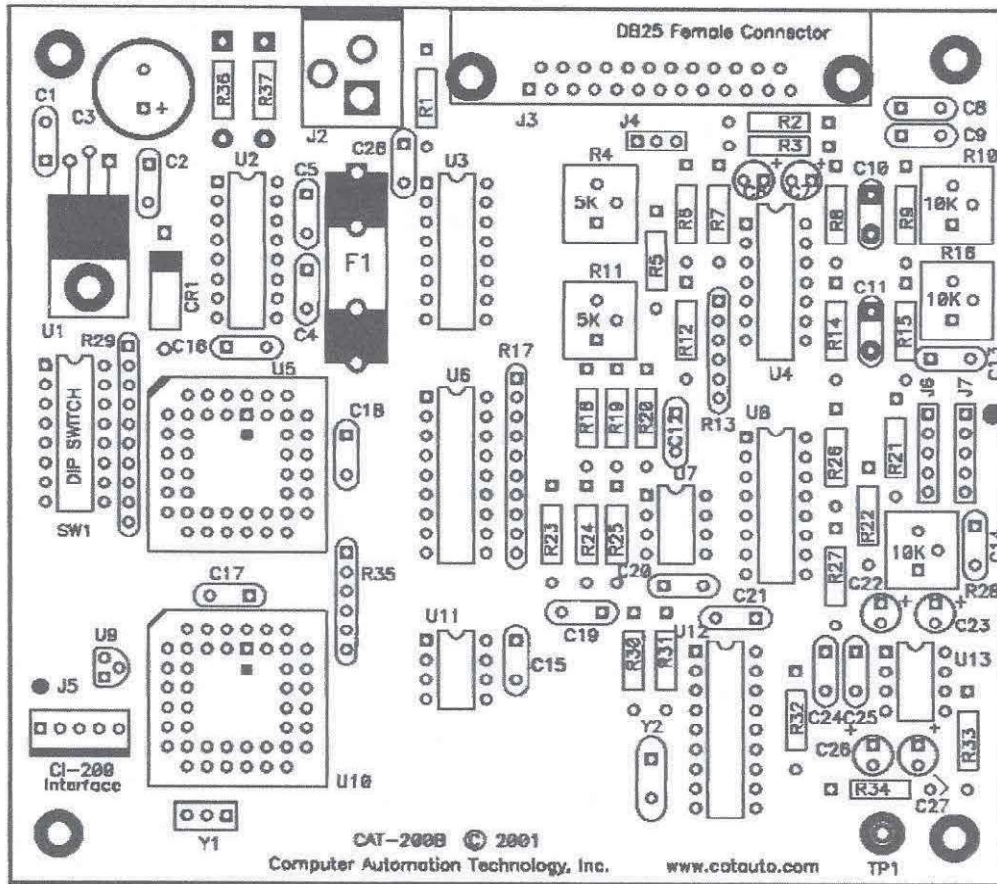 DB25 Female Connector
C1
C3
+
R36
R37
J2
R1
J3
J4
R2
R3
C8
C9
C2
U2
C5
C28
U3
R4
5K
R6
R7
+
C6
C7
+
R8
C10
R9
R10
10K
R5
F1
CR1
C4
U1
R29
C16
U5
R11
5K
R12
R13
U4
R14
C11
R15
R16
10K
R17
U6
C18
DIP SWITCH
SW1
R18
R19
R20
C12
U8
J6
J7
R26
R21
R22
R23
R24
R25
R27
10K
C14
R28
C17
R35
C20
C19
C21
C22
+
+
C23
U9
J5
U11
C15
R30
R31
U12
R32
C24
C25
U13
R33
CI-200
Interface
U10
Y1
Y2
+
C26
+
R34
C27
CAT-200B © 2001
Computer Automation Technology, Inc.
www.catauto.com
TP1